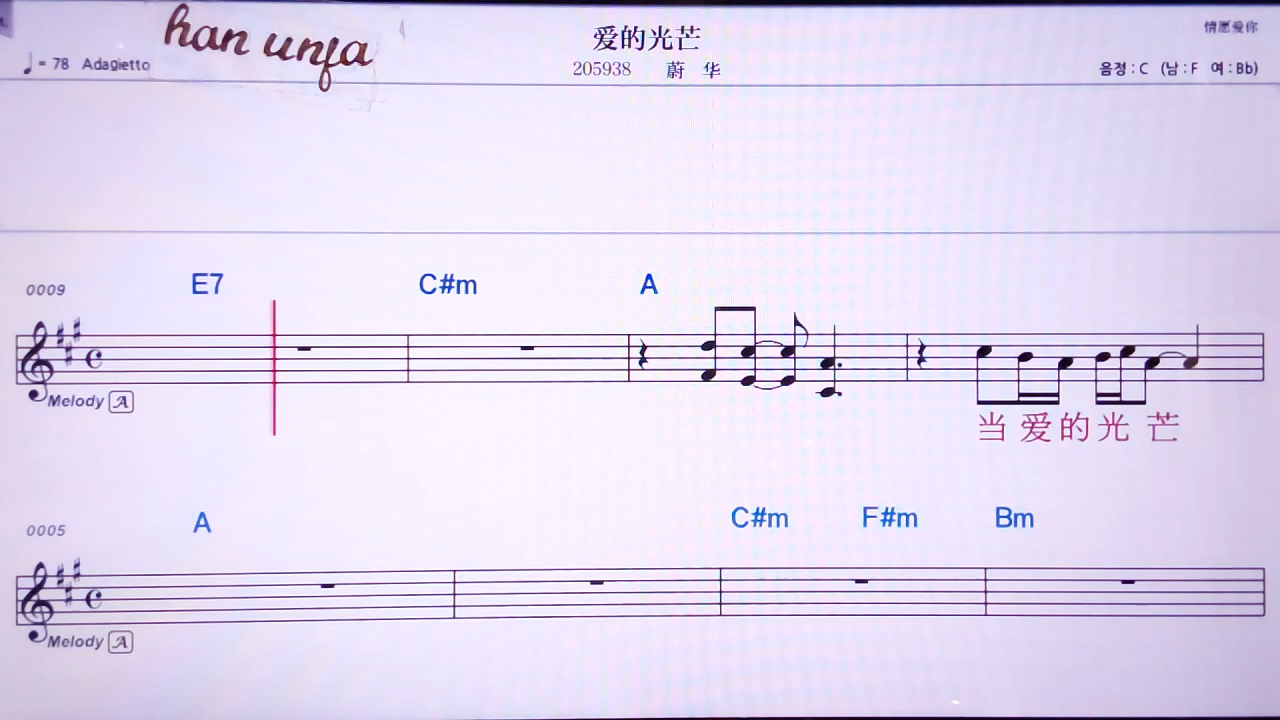 han unfa
爱的光芒
情愿爱你
♩= 78 Adagietto
205938 蔚 华
음정 : C (남 : F 여 : Bb)
E7 C#m A
0009
Melody A
当 爱 的 光 芒
A C#m F#m Bm
0005
Melody A